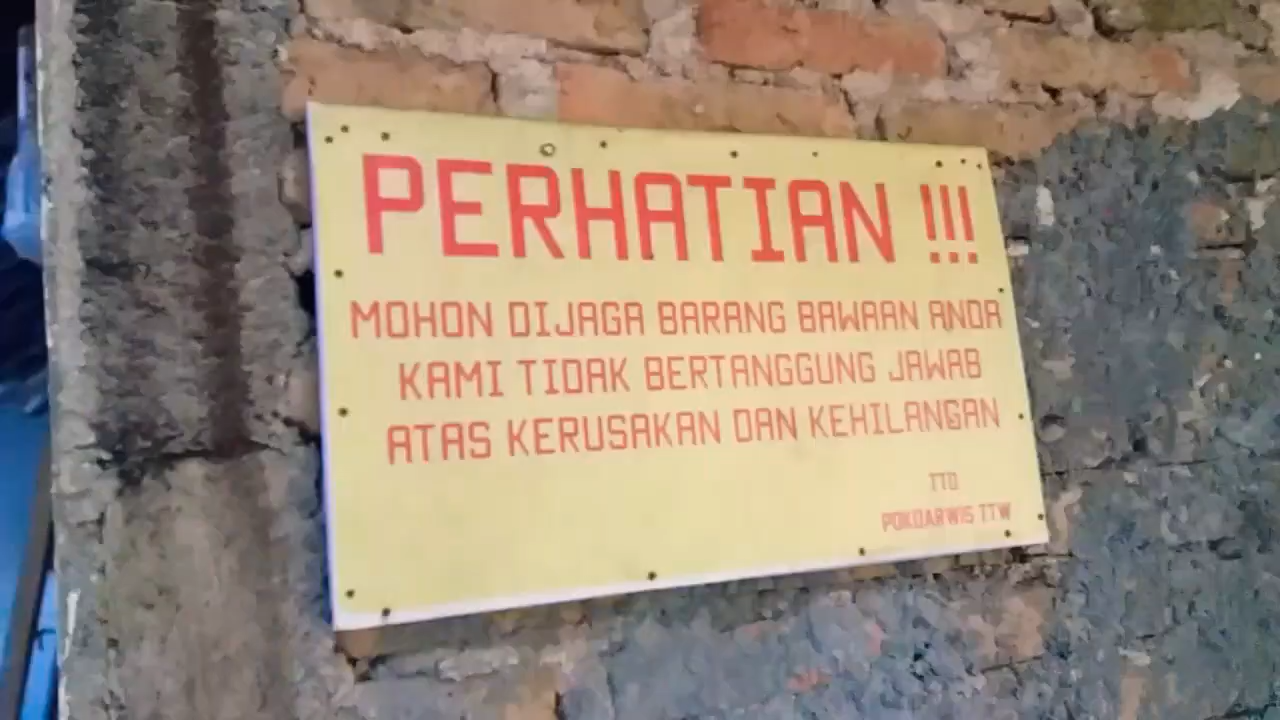 PERHATIAN !!!
MOHON DIJAGA BARANG BAWAAN ANDA
KAMI TIDAK BERTANGGUNG JAWAB
ATAS KERUSAKAN DAN KEHILANGAN
TTD
POKDARWIS TTW